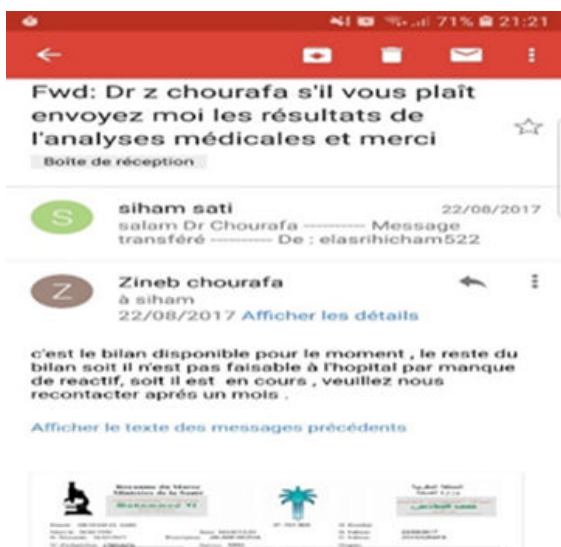 71% 21:21
Fwd: Dr z chourafa s'il vous plaît
envoyez moi les résultats de
l'analyses médicales et merci
Boîte de réception
S
siham sati 22/08/2017
salam Dr Chourafa ---------- Message
transféré ---------- De : elasrihicham522
Z
Zineb chourafa
à siham
22/08/2017 Afficher les détails
c'est le bilan disponible pour le moment , le reste du
bilan soit il n'est pas faisable à l'hopital par manque
de reactif, soit il est en cours , veuillez nous
recontacter aprés un mois .
Afficher le texte des messages précédents
Royaume du Maroc
Ministère de la Santé
Mohammed VI
المملكة المغربية